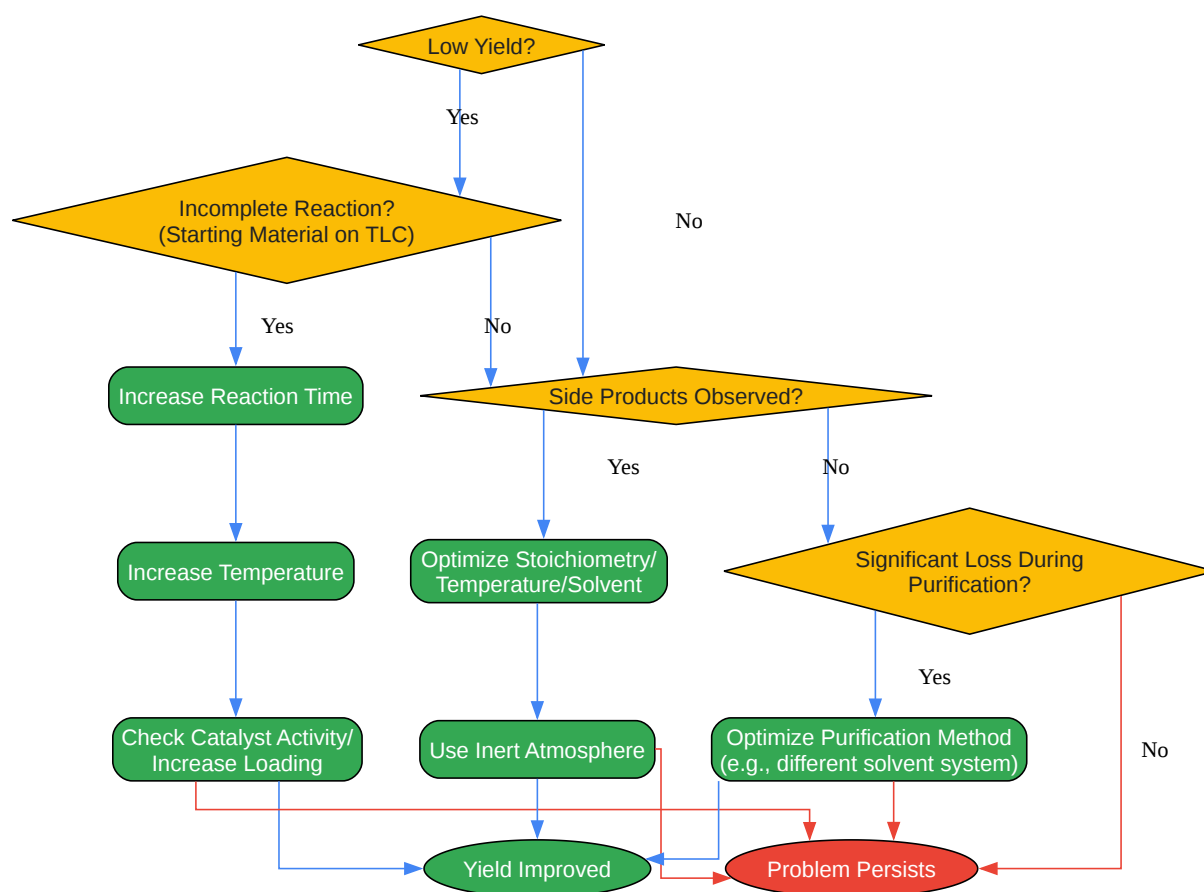 Low Yield?
Yes
Incomplete Reaction?
(Starting Material on TLC)
No
Yes
No
Increase Reaction Time
Side Products Observed?
Yes
No
Increase Temperature
Optimize Stoichiometry/
Temperature/Solvent
Significant Loss During
Purification?
Yes
Check Catalyst Activity/
Increase Loading
Use Inert Atmosphere
Optimize Purification Method
(e.g., different solvent system)
No
Yield Improved
Problem Persists